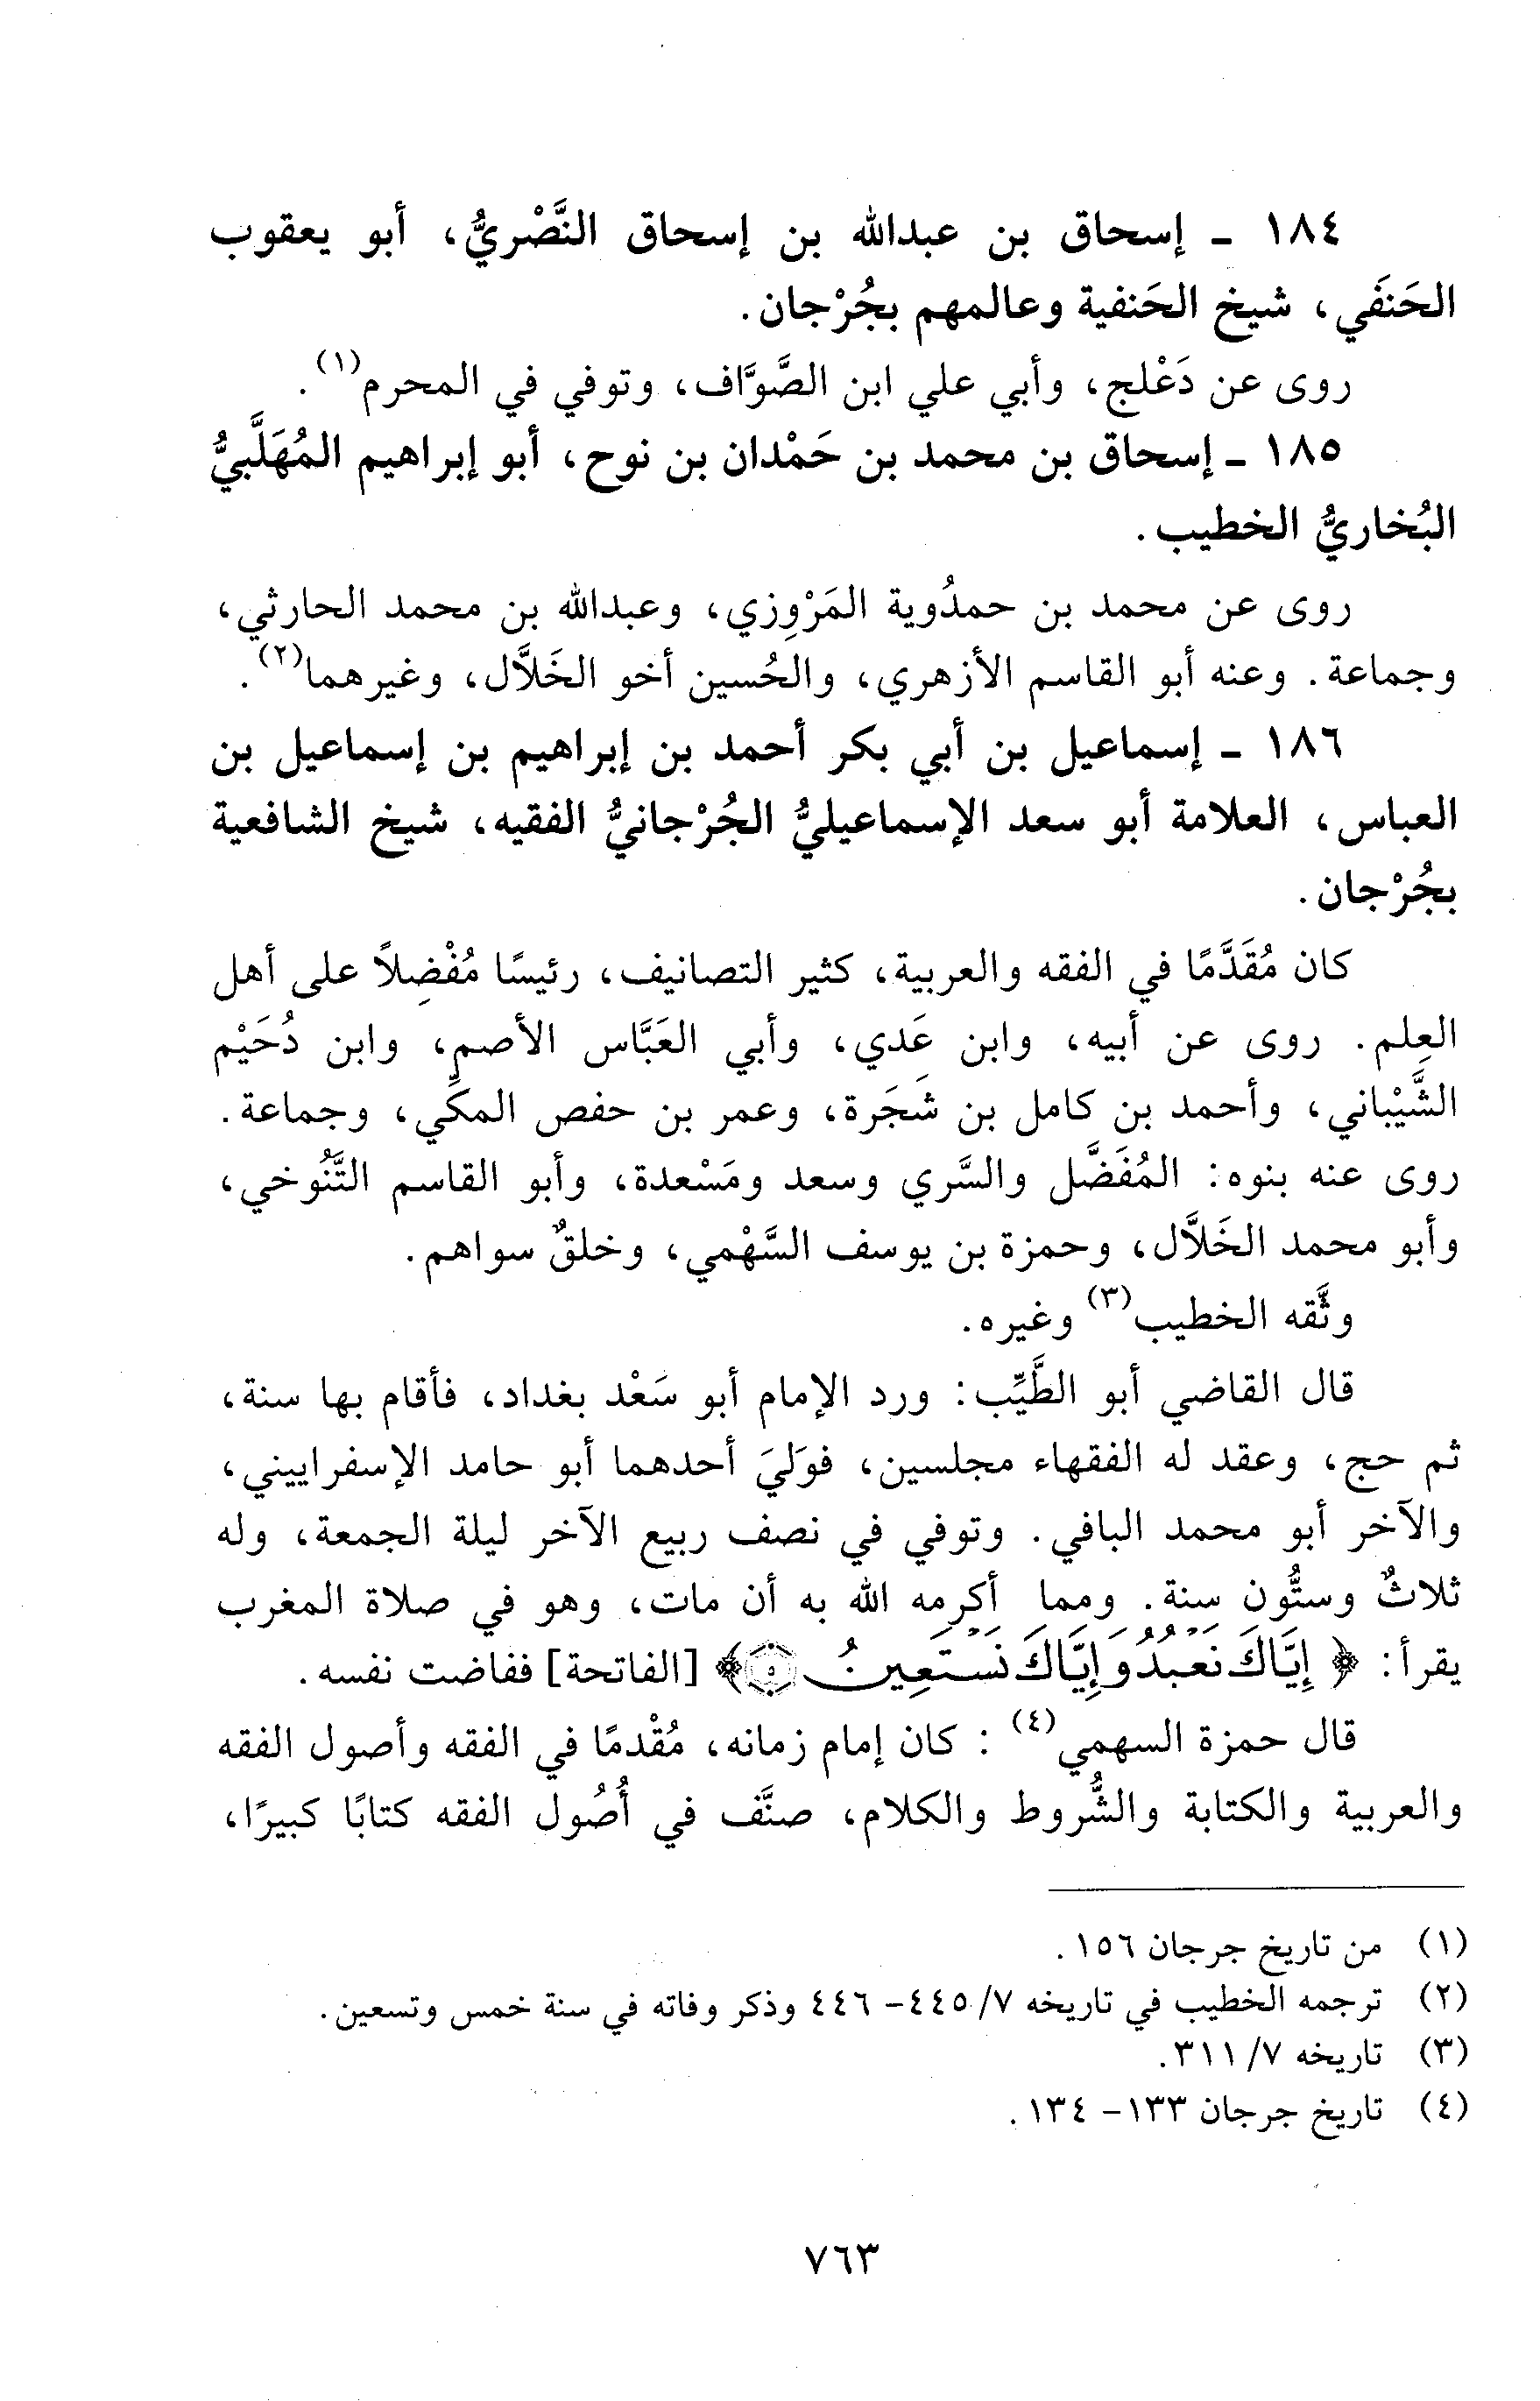 ١٨٤ ـ إسحاق بن عبدالله بن إسحاق النَّصْريُّ، أبو يعقوب
الحَنفَي، شيخ الحَنفية وعالمهم بجُرْجان.
روى عن دَعْلج، وأبي علي ابن الصَّوَّاف، وتوفي في المحرم(١).
١٨٥ ـ إسحاق بن محمد بن حَمْدان بن نوح، أبو إبراهيم المُهَلَّبيُّ
البُخاريُّ الخطيب.
روى عن محمد بن حمدُوية المَرْوِزي، وعبدالله بن محمد الحارثي،
وجماعة. وعنه أبو القاسم الأزهري، والحُسين أخو الخَلاَّل، وغيرهما(٢).
١٨٦ ـ إسماعيل بن أبي بكر أحمد بن إبراهيم بن إسماعيل بن
العباس، العلامة أبو سعد الإسماعيليُّ الجُرْجانيُّ الفقيه، شيخ الشافعية
بجُرْجان.
كان مُقَدَّمًا في الفقه والعربية، كثير التصانيف، رئيسًا مُفْضِلاً على أهل
العِلم. روى عن أبيه، وابن عَدي، وأبي العَبَّاس الأصم، وابن دُحَيْم
الشَّيْباني، وأحمد بن كامل بن شَجَرة، وعمر بن حفص المكِّي، وجماعة.
روى عنه بنوه: المُفَضَّل والسَّري وسعد ومَسْعدة، وأبو القاسم التَّنُوخي،
وأبو محمد الخَلاَّل، وحمزة بن يوسف السَّهْمي، وخلقٌ سواهم.
وثَّقه الخطيب(٣) وغيره.
قال القاضي أبو الطَّيِّب: ورد الإمام أبو سَعْد بغداد، فأقام بها سنة،
ثم حج، وعقد له الفقهاء مجلسين، فوَليَ أحدهما أبو حامد الإسفراييني،
والآخر أبو محمد البافي. وتوفي في نصف ربيع الآخر ليلة الجمعة، وله
ثلاثٌ وستُّون سنة. ومما أكرمه الله به أن مات، وهو في صلاة المغرب
يقرأ: ﴿ إِيَّاكَ نَعْبُدُ وَإِيَّاكَ نَسْتَعِينُ ٥﴾ [الفاتحة] ففاضت نفسه.
قال حمزة السهمي(٤): كان إمام زمانه، مُقْدمًا في الفقه وأصول الفقه
والعربية والكتابة والشُّروط والكلام، صنَّف في أُصُول الفقه كتابًا كبيرًا،
(١) من تاريخ جرجان ١٥٦.
(٢) ترجمه الخطيب في تاريخه ٧/ ٤٤٥- ٤٤٦ وذكر وفاته في سنة خمس وتسعين.
(٣) تاريخه ٧/ ٣١١.
(٤) تاريخ جرجان ١٣٣- ١٣٤.
٧٦٣